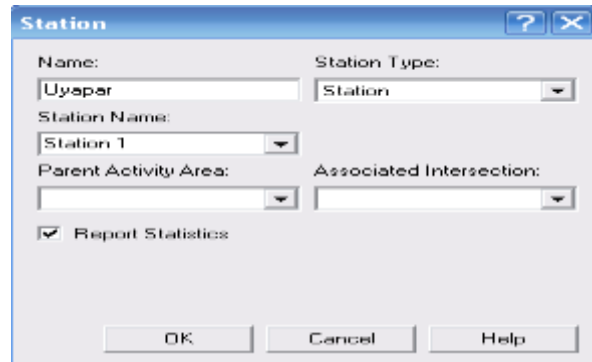 Station
Name: Station Type:
Uyapar Station
Station Name:
Station 1
Parent Activity Area: Associated Intersection:
Report Statistics
OK Cancel Help